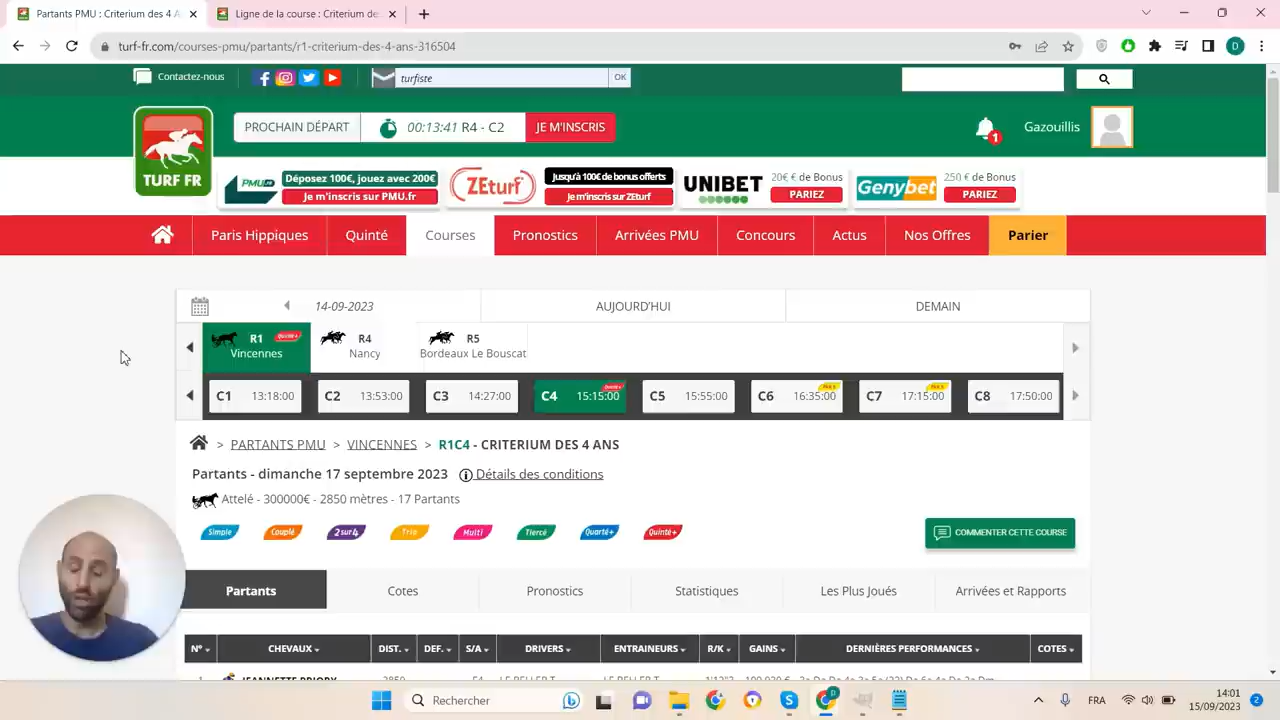 Partants PMU : Criterium des 4 A
Ligne de la course : Criterium de
turf-fr.com/courses-pmu/partants/r1-criterium-des-4-ans-316504
D
Contactez-nous
turfiste
OK
TURF FR
PROCHAIN DÉPART
00:13:41 R4 - C2
JE M'INSCRIS
1
Gazouillis
PMU
Déposez 100€, jouez avec 200€
Je m'inscris sur PMU.fr
ZEturf
Jusqu'à 100€ de bonus offerts
Je m'inscris sur ZEturf
UNIBET
20€ € de Bonus
PARIEZ
Genybet
250 € de Bonus
PARIEZ
Paris Hippiques
Quinté
Courses
Pronostics
Arrivées PMU
Concours
Actus
Nos Offres
Parier
14-09-2023
AUJOURD'HUI
DEMAIN
R1 Quinté+
Vincennes
R4
Nancy
R5
Bordeaux Le Bouscat
C1 13:18:00
C2 13:53:00
C3 14:27:00
C4 15:15:00 Quinté+
C5 15:55:00
C6 16:35:00
C7 17:15:00
C8 17:50:00
> PARTANTS PMU > VINCENNES > R1C4 - CRITERIUM DES 4 ANS
Partants - dimanche 17 septembre 2023 Détails des conditions
Attelé - 300000€ - 2850 mètres - 17 Partants
Simple
Couplé
2sur4
Trio
Multi
Tiercé
Quarté+
Quinté+
COMMENTER CETTE COURSE
Partants
Cotes
Pronostics
Statistiques
Les Plus Joués
Arrivées et Rapports
N° CHEVAUX DIST. DEF. S/A DRIVERS ENTRAINEURS R/K GAINS DERNIÈRES PERFORMANCES COTES
1 JEANNETTE PRIORY 2850
Rechercher
D
FRA
14:01
15/09/2023
2